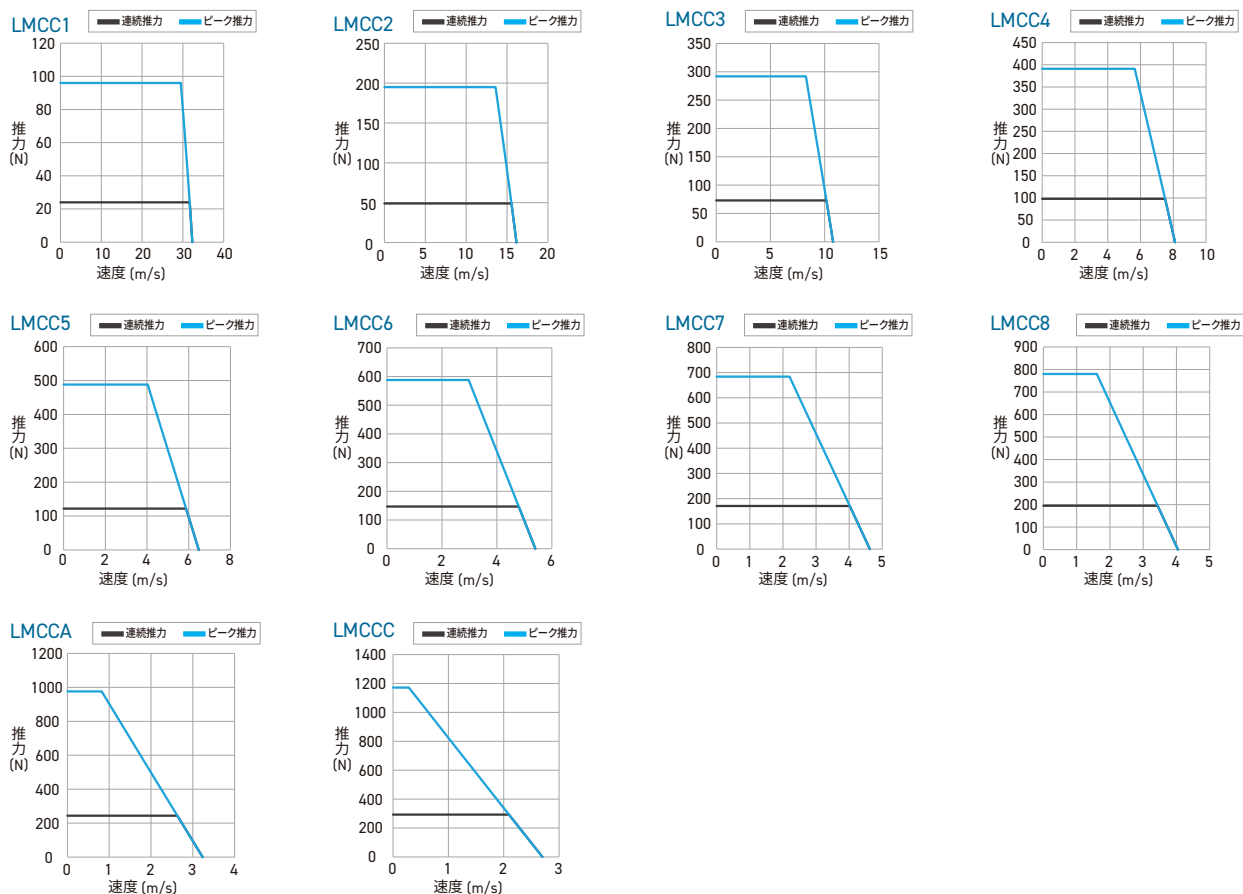 LMCC1 連続推力 ピーク推力
120
100
80
60
40
20
0
推力
(N)
0 10 20 30 40
速度 (m/s)
LMCC2 連続推力 ピーク推力
250
200
150
100
50
0
推力
(N)
0 5 10 15 20
速度 (m/s)
LMCC3 連続推力 ピーク推力
350
300
250
200
150
100
50
0
推力
(N)
0 5 10 15
速度 (m/s)
LMCC4 連続推力 ピーク推力
450
400
350
300
250
200
150
100
50
0
推力
(N)
0 2 4 6 8 10
速度 (m/s)
LMCC5 連続推力 ピーク推力
600
500
400
300
200
100
0
推力
(N)
0 2 4 6 8
速度 (m/s)
LMCC6 連続推力 ピーク推力
700
600
500
400
300
200
100
0
推力
(N)
0 2 4 6
速度 (m/s)
LMCC7 連続推力 ピーク推力
800
700
600
500
400
300
200
100
0
推力
(N)
0 1 2 3 4 5
速度 (m/s)
LMCC8 連続推力 ピーク推力
900
800
700
600
500
400
300
200
100
0
推力
(N)
0 1 2 3 4 5
速度 (m/s)
LMCCA 連続推力 ピーク推力
1200
1000
800
600
400
200
0
推力
(N)
0 1 2 3 4
速度 (m/s)
LMCCC 連続推力 ピーク推力
1400
1200
1000
800
600
400
200
0
推力
(N)
0 1 2 3
速度 (m/s)